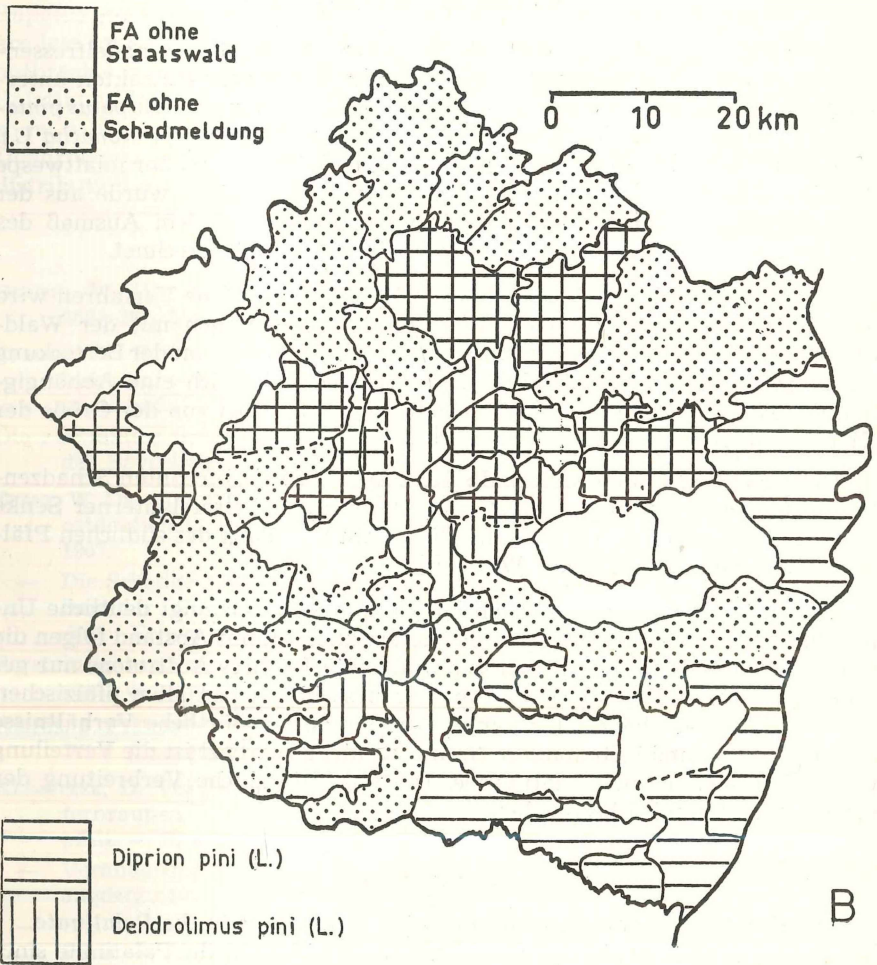 FA ohne
Staatswald
FA ohne
Schadmeldung
0 10 20 km
Diprion pini (L.)
Dendrolimus pini (L.)
B